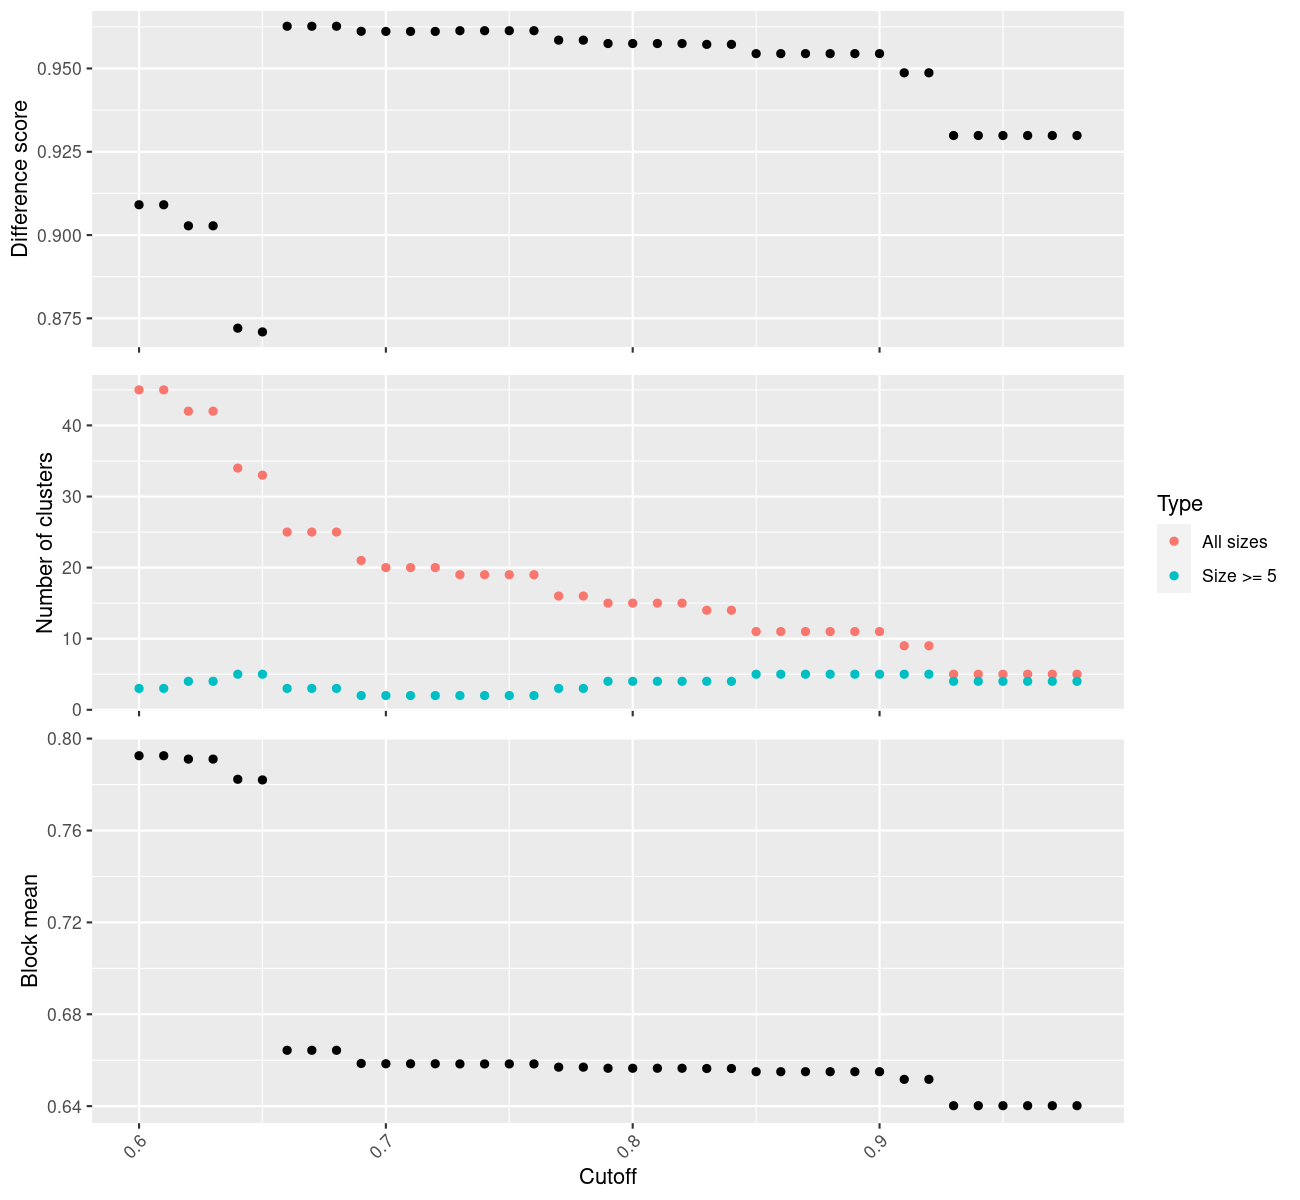 Difference score
0.950
0.925
0.900
0.875
Number of clusters
40
30
20
10
0
Type
All sizes
Size >= 5
Block mean
0.80
0.76
0.72
0.68
0.64
0.6
0.7
0.8
0.9
Cutoff